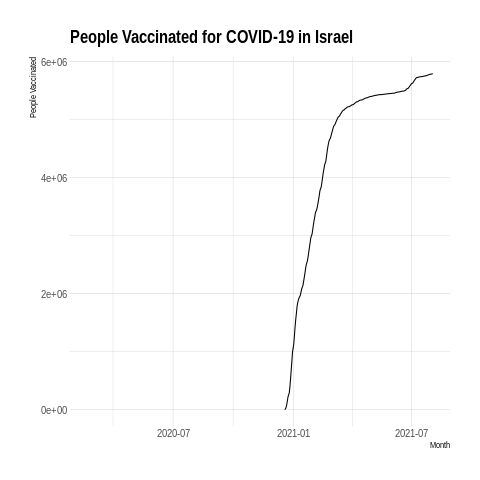 People Vaccinated for COVID-19 in Israel
People Vaccinated
6e+06
4e+06
2e+06
0e+00
2020-07 2021-01 2021-07
Month